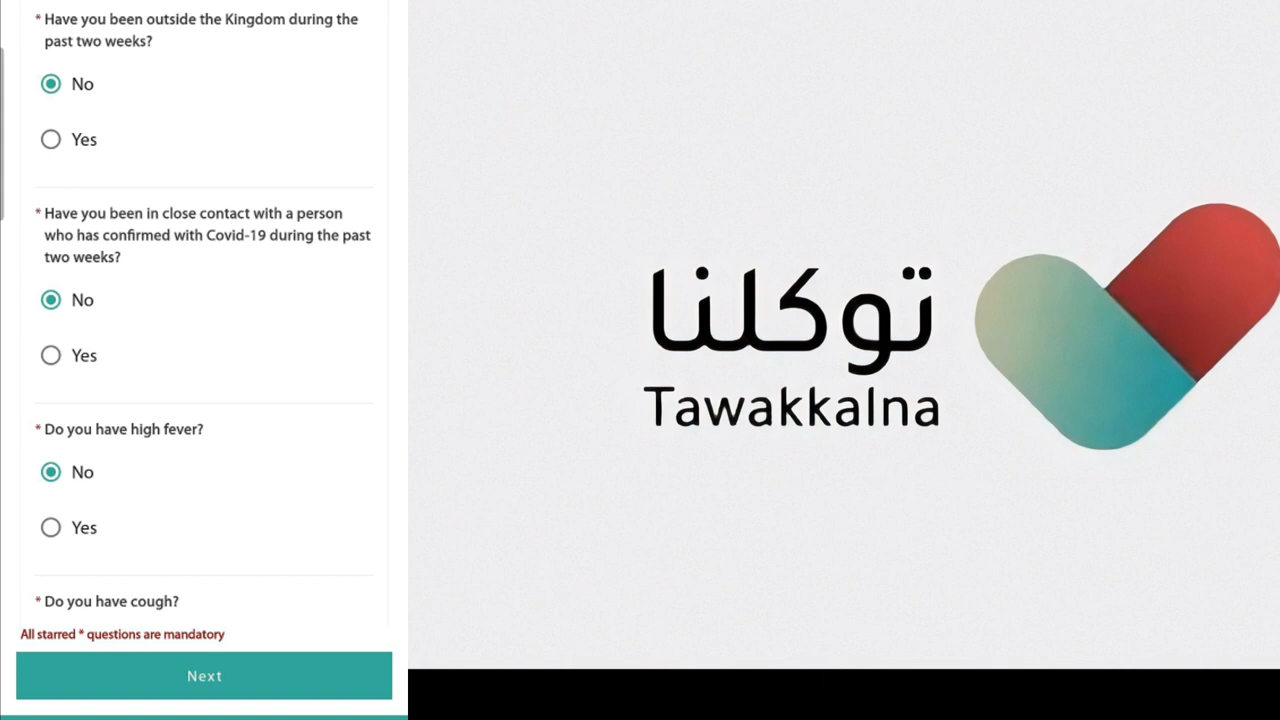 * Have you been outside the Kingdom during the
past two weeks?
No
Yes
* Have you been in close contact with a person
who has confirmed with Covid-19 during the past
two weeks?
No
Yes
* Do you have high fever?
No
Yes
* Do you have cough?
All starred * questions are mandatory
Next
توكلنا
Tawakkalna